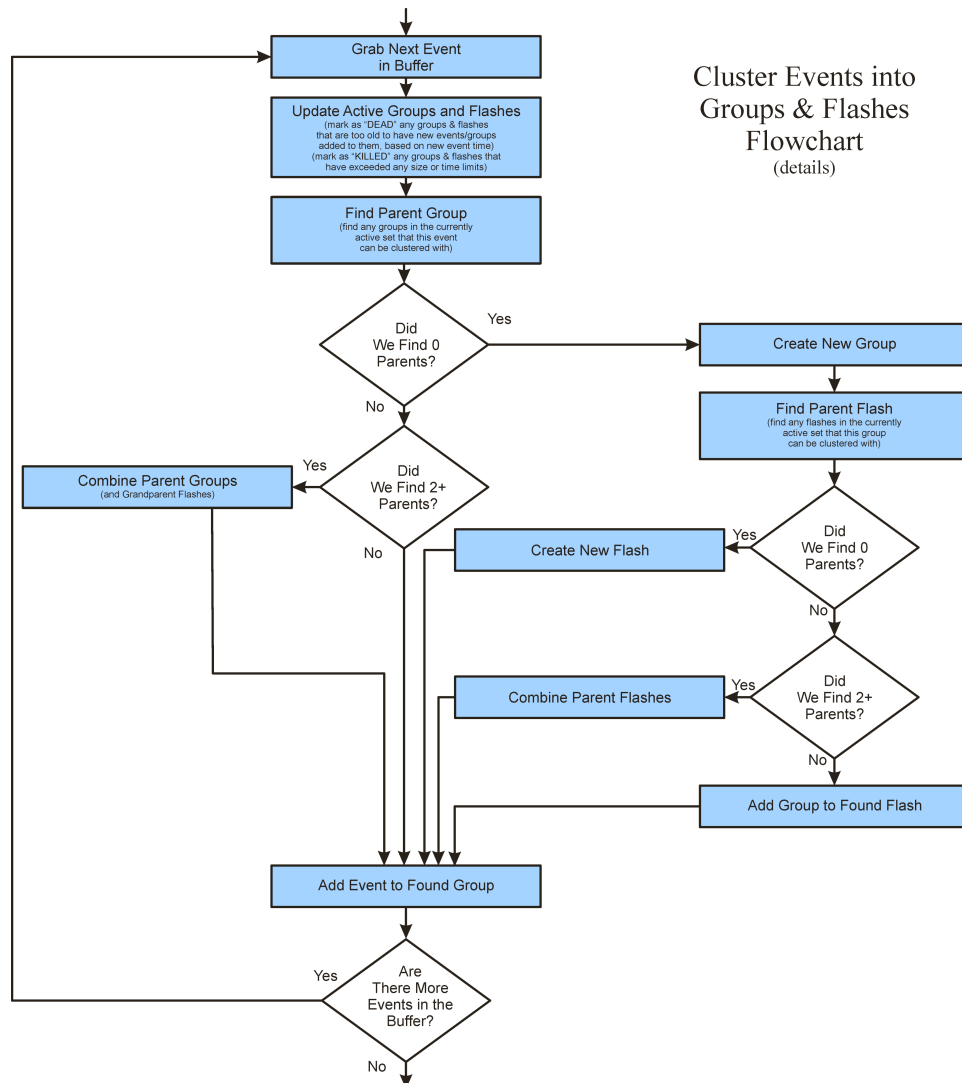 Cluster Events into
Groups & Flashes
Flowchart
(details)
Grab Next Event
in Buffer
Update Active Groups and Flashes
(mark as “DEAD” any groups & flashes
that are too old to have new events/groups
added to them, based on new event time)
(mark as “KILLED” any groups & flashes that
have exceeded any size or time limits)
Find Parent Group
(find any groups in the currently
active set that this event
can be clustered with)
Did
We Find 0
Parents?
Yes
No
Create New Group
Find Parent Flash
(find any flashes in the currently
active set that this group
can be clustered with)
Did
We Find 2+
Parents?
Yes
No
Combine Parent Groups
(and Grandparent Flashes)
Did
We Find 0
Parents?
Yes
No
Create New Flash
Did
We Find 2+
Parents?
Yes
No
Combine Parent Flashes
Add Group to Found Flash
Add Event to Found Group
Are
There More
Events in the
Buffer?
Yes
No